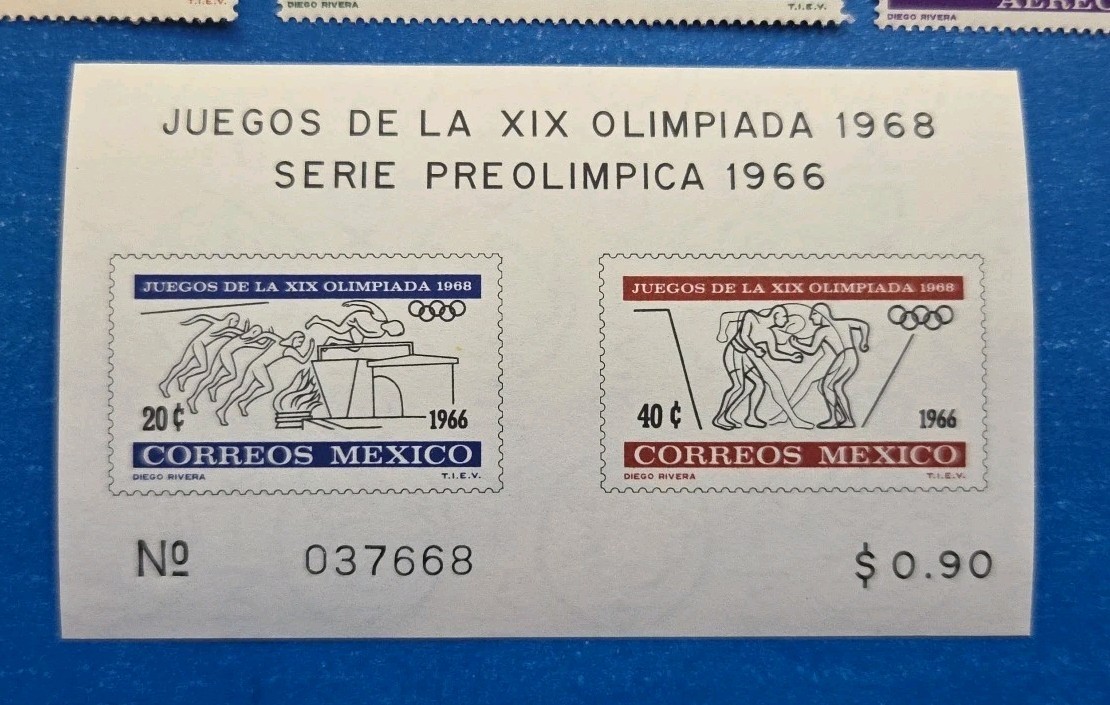 T.I.E.V.
DIEGO RIVERA
T.I.E.V.
AEREO
DIEGO RIVERA
JUEGOS DE LA XIX OLIMPIADA 1968
SERIE PREOLIMPICA 1966
JUEGOS DE LA XIX OLIMPIADA 1968
20 ¢
1966
CORREOS MEXICO
DIEGO RIVERA
T.I.E.V.
JUEGOS DE LA XIX OLIMPIADA 1968
40 ¢
1966
CORREOS MEXICO
DIEGO RIVERA
T.I.E.V.
Nº 037668
$ 0.90